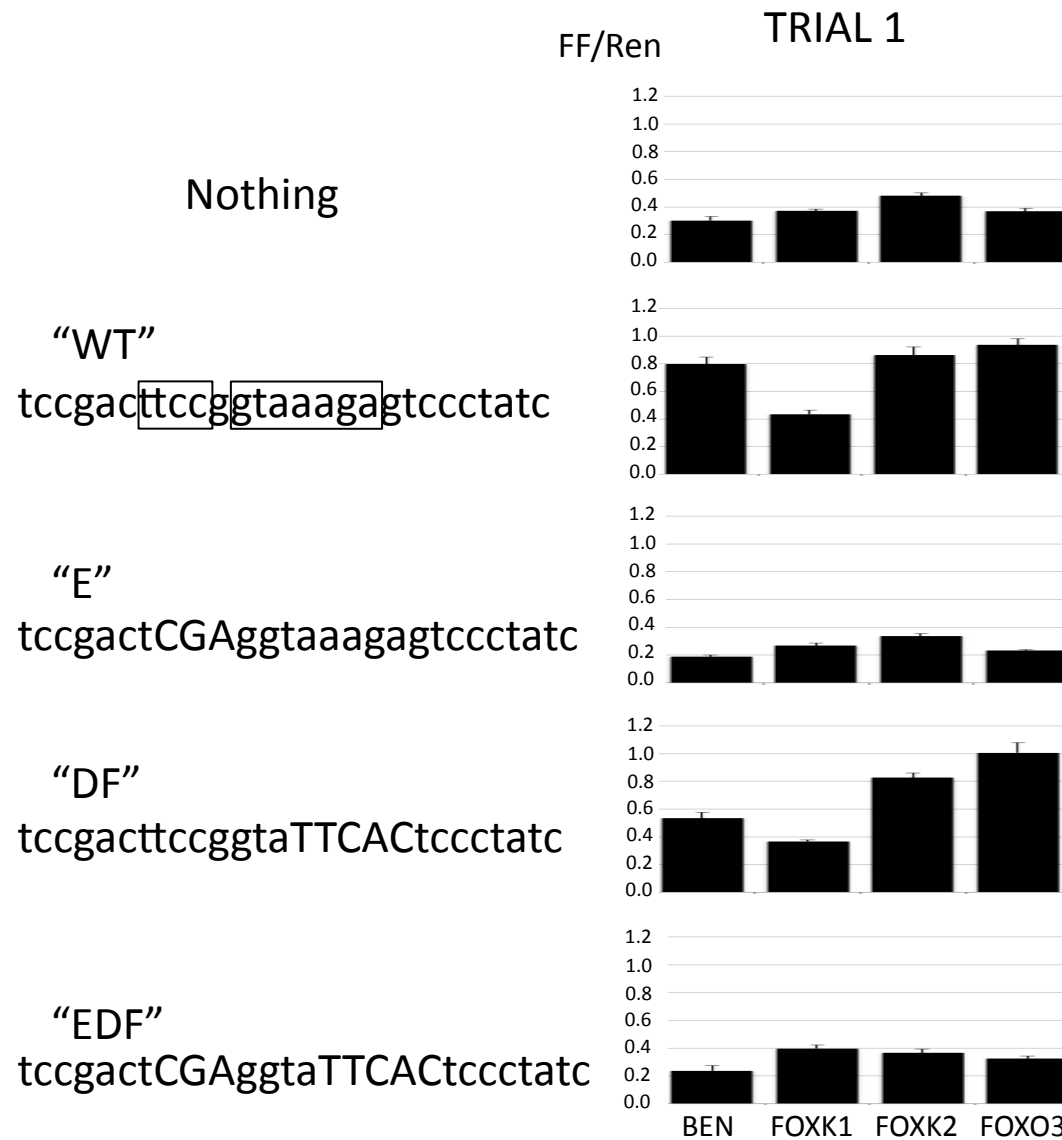 TRIAL 1
FF/Ren
Nothing
1.2
1.0
0.8
0.6
0.4
0.2
0.0
“WT”
tccgacttccggtaaagagtccctatc
1.2
1.0
0.8
0.6
0.4
0.2
0.0
“E”
tccgactCGAggtaaagagtccctatc
1.2
1.0
0.8
0.6
0.4
0.2
0.0
“DF”
tccgacttccggtaTTCACtccctatc
1.2
1.0
0.8
0.6
0.4
0.2
0.0
“EDF”
tccgactCGAggtaTTCACtccctatc
1.2
1.0
0.8
0.6
0.4
0.2
0.0
BEN FOXK1 FOXK2 FOXO3